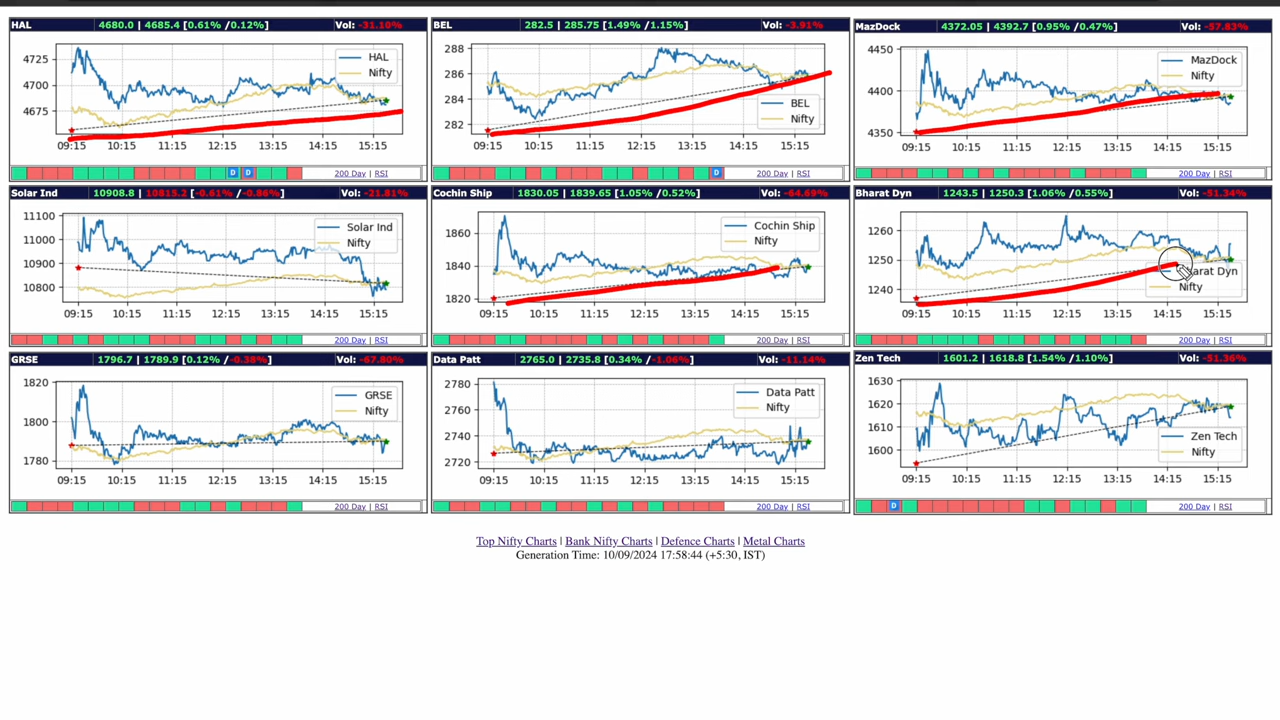 HAL 4680.0 | 4685.4 [0.61% /0.12%] Vol: -31.10%
4725
4700
4675
HAL
Nifty
09:15 10:15 11:15 12:15 13:15 14:15 15:15
D D 200 Day | RSI
BEL 282.5 | 285.75 [1.49% /1.15%] Vol: -3.91%
288
286
284
282
BEL
Nifty
09:15 10:15 11:15 12:15 13:15 14:15 15:15
D 200 Day | RSI
MazDock 4372.05 | 4392.7 [0.95% /0.47%] Vol: -57.83%
4450
4400
4350
MazDock
Nifty
09:15 10:15 11:15 12:15 13:15 14:15 15:15
200 Day | RSI
Solar Ind 10908.8 | 10815.2 [-0.61% /-0.86%] Vol: -21.81%
11100
11000
10900
10800
Solar Ind
Nifty
09:15 10:15 11:15 12:15 13:15 14:15 15:15
200 Day | RSI
Cochin Ship 1830.05 | 1839.65 [1.05% /0.52%] Vol: -64.69%
1860
1840
1820
Cochin Ship
Nifty
09:15 10:15 11:15 12:15 13:15 14:15 15:15
200 Day | RSI
Bharat Dyn 1243.5 | 1250.3 [1.06% /0.55%] Vol: -51.34%
1260
1250
1240
Dyn
Nifty
09:15 10:15 11:15 12:15 13:15 14:15 15:15
200 Day | RSI
GRSE 1796.7 | 1789.9 [0.12% /-0.38%] Vol: -67.80%
1820
1800
1780
GRSE
Nifty
09:15 10:15 11:15 12:15 13:15 14:15 15:15
200 Day | RSI
Data Patt 2765.0 | 2735.8 [0.34% /-1.06%] Vol: -11.14%
2780
2760
2740
2720
Data Patt
Nifty
09:15 10:15 11:15 12:15 13:15 14:15 15:15
200 Day | RSI
Zen Tech 1601.2 | 1618.8 [1.54% /1.10%] Vol: -51.36%
1630
1620
1610
1600
Zen Tech
Nifty
09:15 10:15 11:15 12:15 13:15 14:15 15:15
D 200 Day | RSI
Top Nifty Charts | Bank Nifty Charts | Defence Charts | Metal Charts
Generation Time: 10/09/2024 17:58:44 (+5:30, IST)